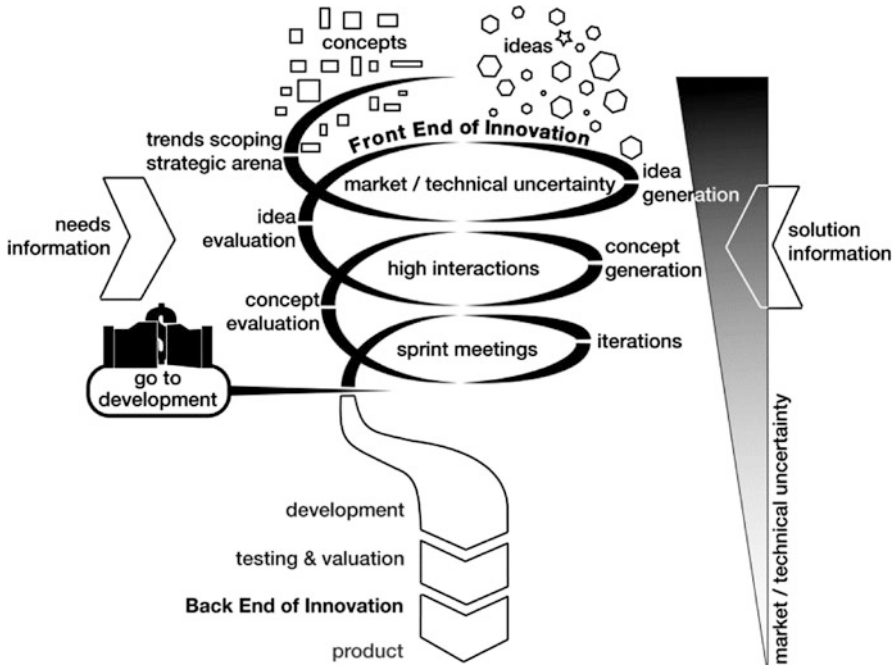 concepts
ideas
Front End of Innovation
trends scoping
strategic arena
market / technical uncertainty
idea
generation
needs
information
idea
evaluation
solution
information
high interactions
concept
generation
concept
evaluation
sprint meetings
iterations
$
go to
development
market / technical uncertainty
development
testing & valuation
Back End of Innovation
product